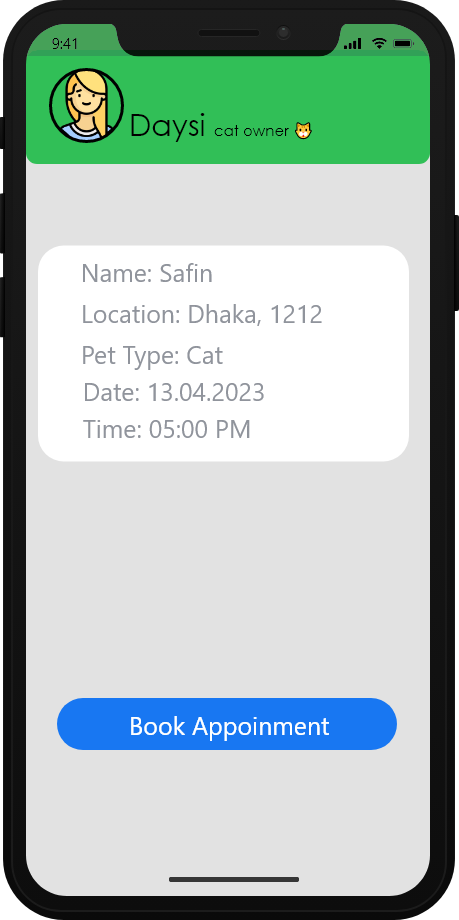 9:41
Daysi cat owner 🐱
Name: Safin
Location: Dhaka, 1212
Pet Type: Cat
Date: 13.04.2023
Time: 05:00 PM
Book Appoinment